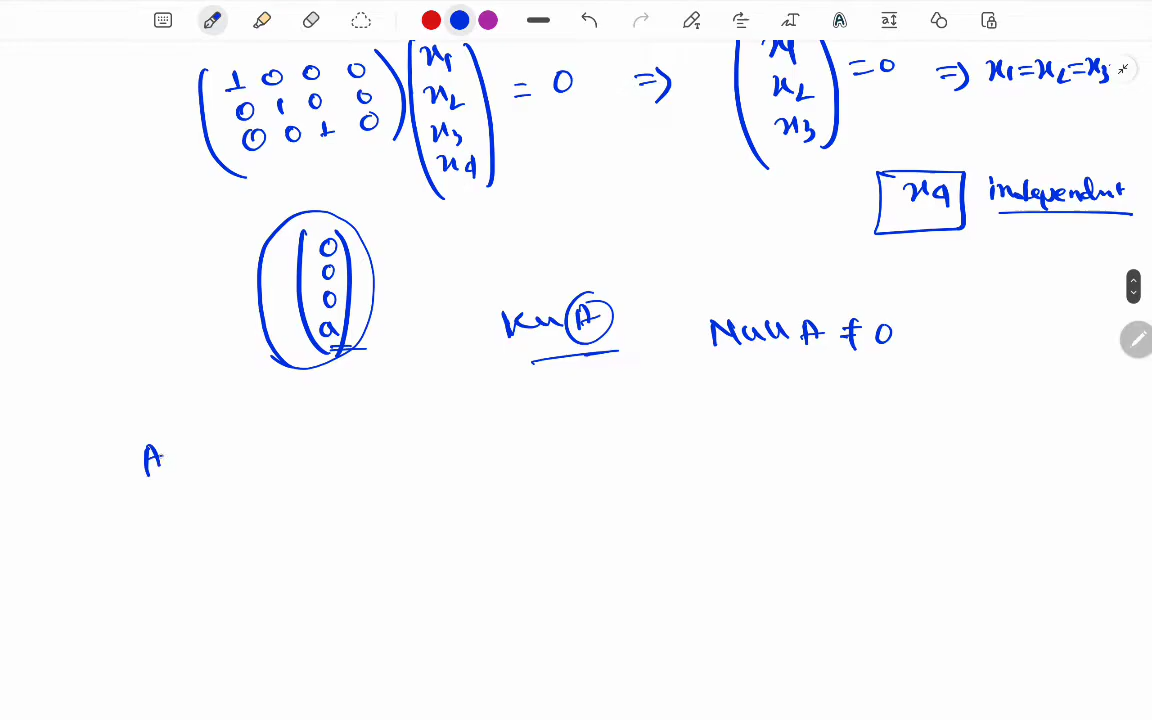 (1 0 0 0) (x1) = 0 ⇒ (x1) = 0 ⇒ x1=x2=x3
(0 1 0 0) (x2) (x2)
(0 0 1 0) (x3) (x3)
(x4)
x4 independent
(0)
(0)
(0)
(a)
Ker A Null A ≠ 0
A